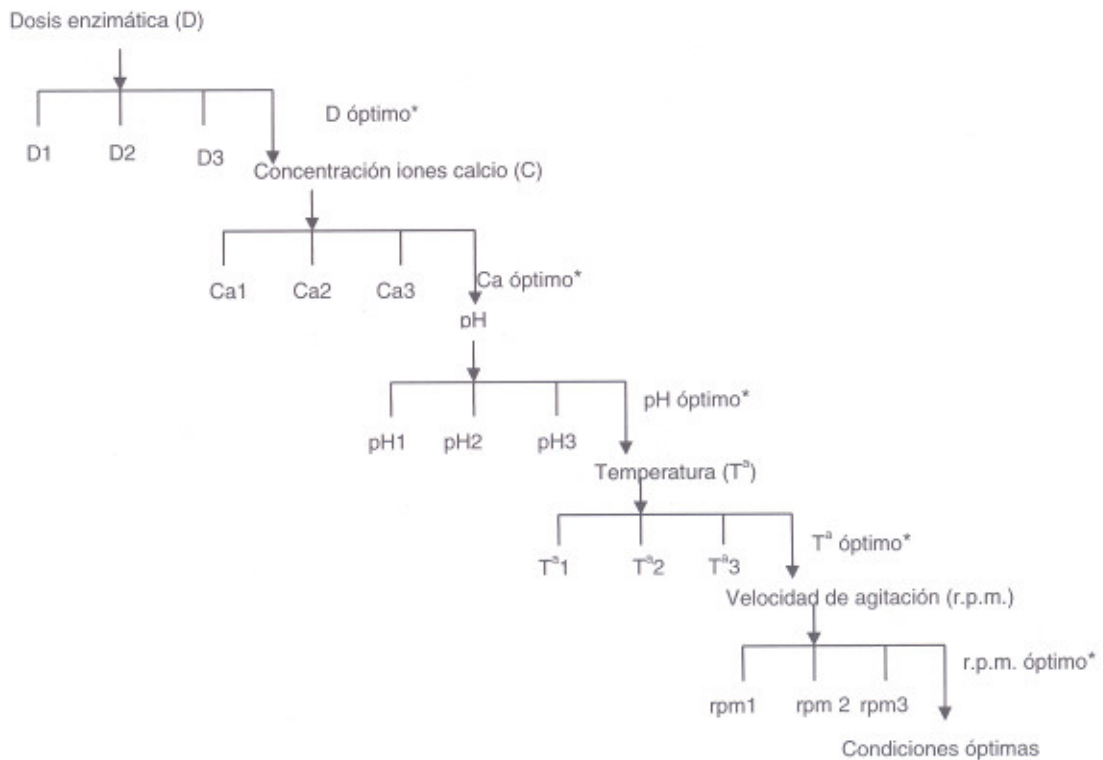 Dosis enzimática (D)
D óptimo*
D1 D2 D3
Concentración iones calcio (C)
Ca1 Ca2 Ca3
Ca óptimo*
pH
pH óptimo*
pH1 pH2 pH3
Temperatura (Tª)
Tª óptimo*
Tª1 Tª2 Tª3
Velocidad de agitación (r.p.m.)
r.p.m. óptimo*
rpm1 rpm 2 rpm3
Condiciones óptimas